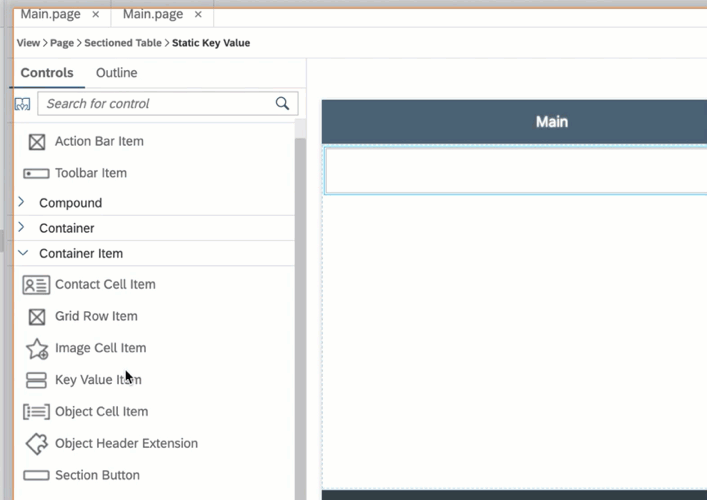 Main.page × Main.page ×
View > Page > Sectioned Table > Static Key Value
Controls Outline
Search for control
Action Bar Item
Toolbar Item
Compound
Container
Container Item
Contact Cell Item
Grid Row Item
Image Cell Item
Key Value Item
Object Cell Item
Object Header Extension
Section Button
Main